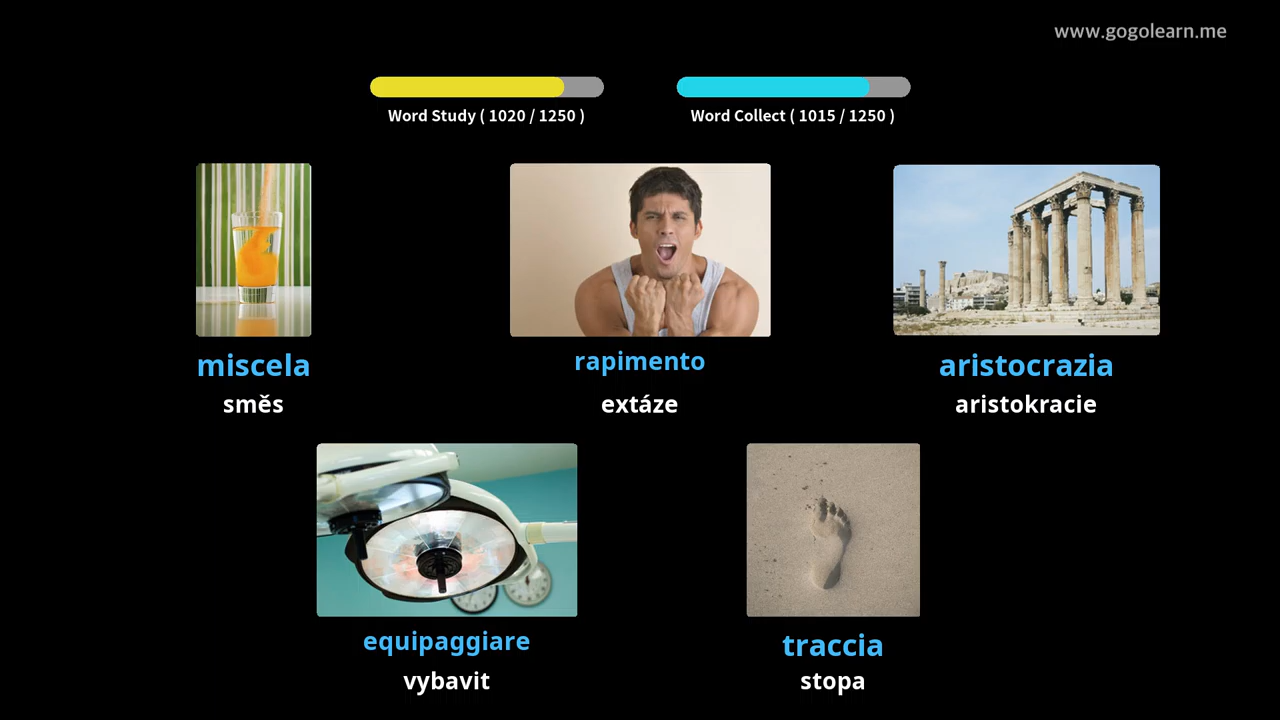 www.gogolearn.me
Word Study ( 1020 / 1250 )
Word Collect ( 1015 / 1250 )
miscela
směs
rapimento
extáze
aristocrazia
aristokracie
equipaggiare
vybavit
traccia
stopa